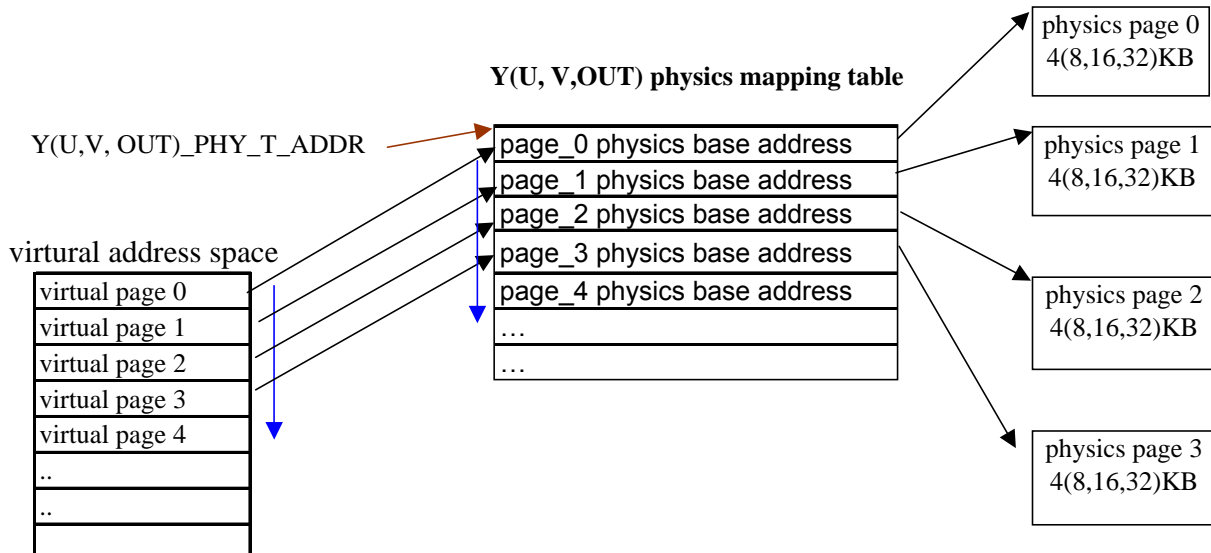 Y(U, V,OUT) physics mapping table
Y(U,V, OUT)_PHY_T_ADDR
page_0 physics base address
page_1 physics base address
page_2 physics base address
page_3 physics base address
page_4 physics base address
…
…
virtural address space
virtual page 0
virtual page 1
virtual page 2
virtual page 3
virtual page 4
..
..
physics page 0
4(8,16,32)KB
physics page 1
4(8,16,32)KB
physics page 2
4(8,16,32)KB
physics page 3
4(8,16,32)KB